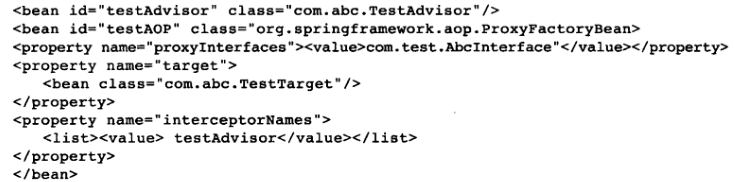 <bean id="testAdvisor" class="com.abc.TestAdvisor"/>
<bean id="testAOP" class="org.springframework.aop.ProxyFactoryBean>
<property name="proxyInterfaces"><value>com.test.AbcInterface"</value></property>
<property name="target">
<bean class="com.abc.TestTarget"/>
</property>
<property name="interceptorNames">
<list><value> testAdvisor</value></list>
</property>
</bean>